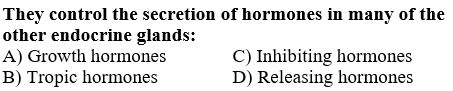 They control the secretion of hormones in many of the
other endocrine glands:
A) Growth hormones C) Inhibiting hormones
B) Tropic hormones D) Releasing hormones